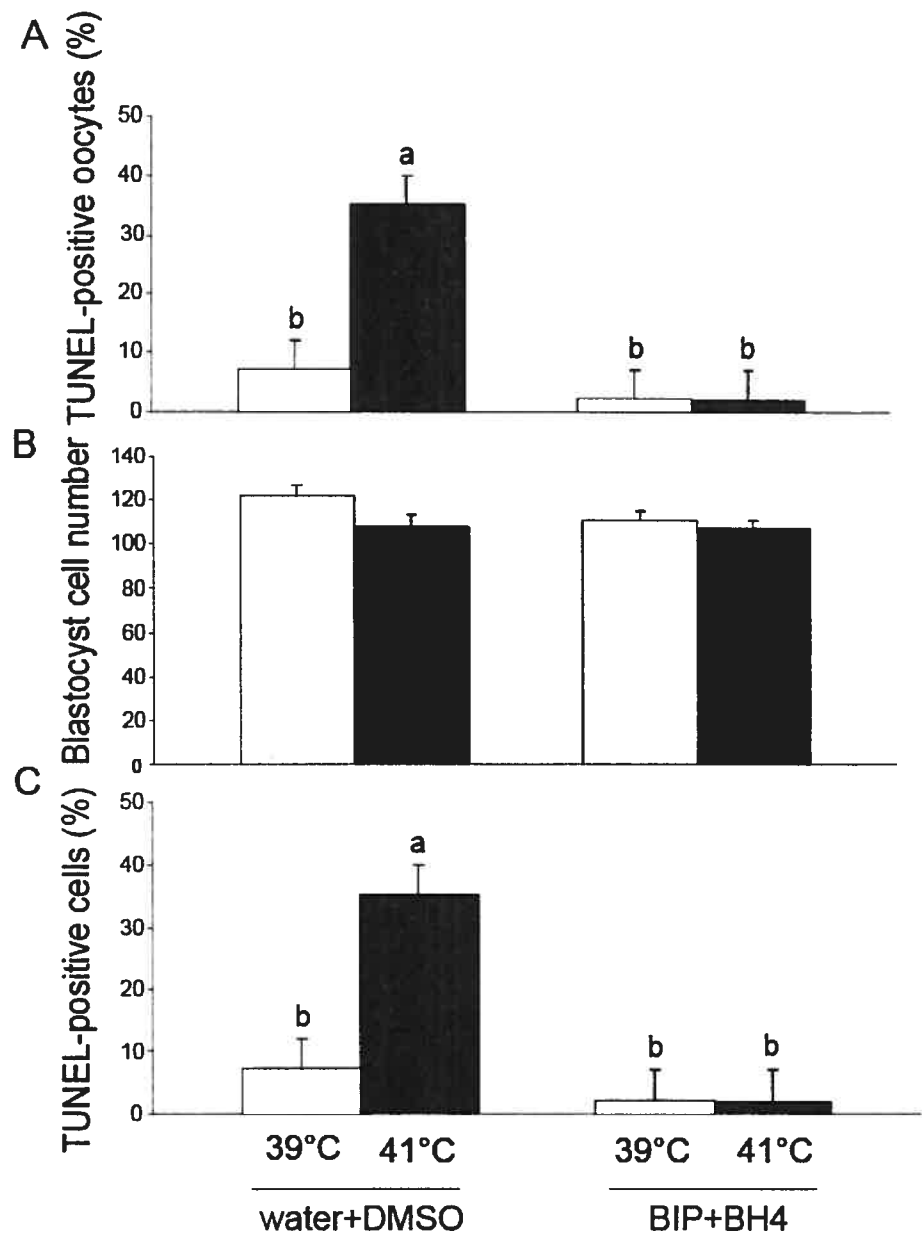 A
TUNEL-positive oocytes (%)
50
40
30
20
10
0
b
a
b
b
B
Blastocyst cell number
140
120
100
80
60
40
20
0
C
TUNEL-positive cells (%)
50
40
30
20
10
0
b
a
b
b
39°C 41°C 39°C 41°C
water+DMSO BIP+BH4